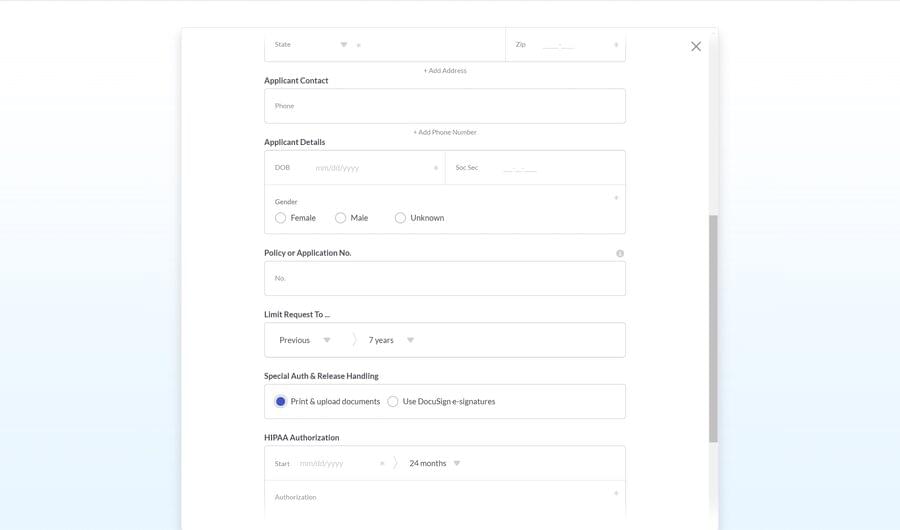 State * Zip _____-____ *
+ Add Address
Applicant Contact
Phone
+ Add Phone Number
Applicant Details
DOB mm/dd/yyyy * Soc Sec ___-__-____
Gender *
Female Male Unknown
Policy or Application No.
No.
Limit Request To ...
Previous 7 years
Special Auth & Release Handling
Print & upload documents Use DocuSign e-signatures
HIPAA Authorization
Start mm/dd/yyyy * 24 months
Authorization *